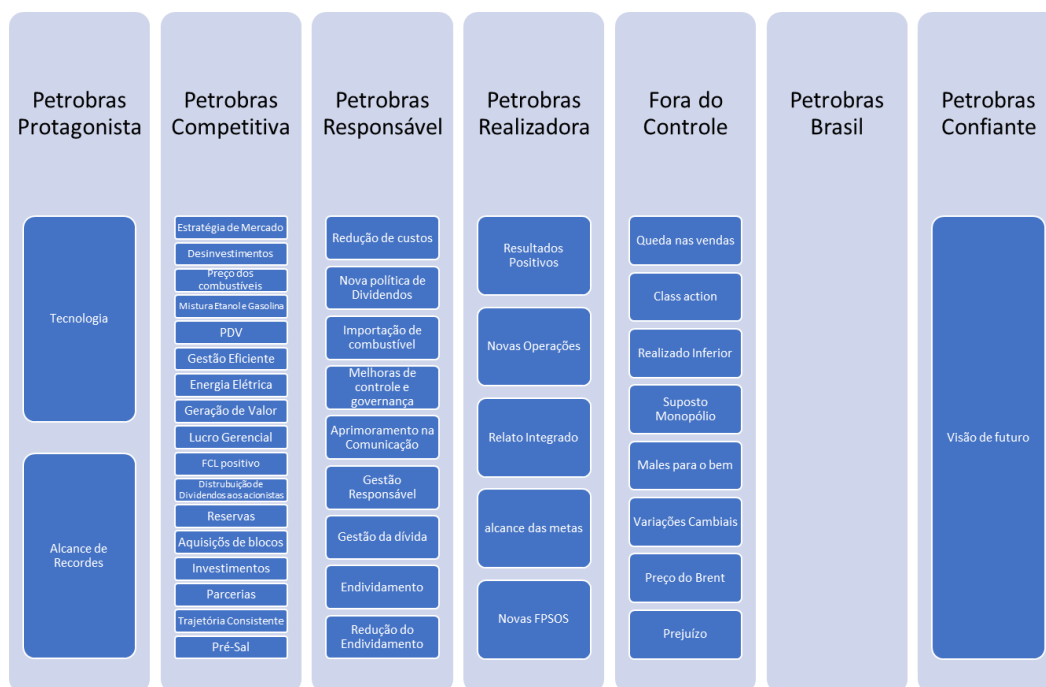 Petrobras
Protagonista
Tecnologia
Alcance de
Recordes
Petrobras
Competitiva
Estratégia de Mercado
Desinvestimentos
Preço dos
combustíveis
Mistura Etanol e Gasolina
PDV
Gestão Eficiente
Energia Elétrica
Geração de Valor
Lucro Gerencial
FCL positivo
Distrubuição de
Dividendos aos acionistas
Reservas
Aquisiçõs de blocos
Investimentos
Parcerias
Trajetória Consistente
Pré-Sal
Petrobras
Responsável
Redução de custos
Nova política de
Dividendos
Importação de
combustível
Melhoras de
controle e
governança
Aprimoramento na
Comunicação
Gestão
Responsável
Gestão da dívida
Endividamento
Redução do
Endividamento
Petrobras
Realizadora
Resultados
Positivos
Novas Operações
Relato Integrado
alcance das metas
Novas FPSOS
Fora do
Controle
Queda nas vendas
Class action
Realizado Inferior
Suposto
Monopólio
Males para o bem
Variações Cambiais
Preço do Brent
Prejuízo
Petrobras
Brasil
Petrobras
Confiante
Visão de futuro